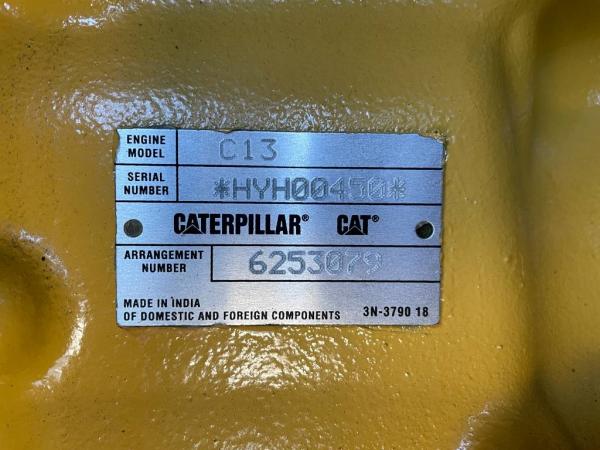 ENGINE MODEL C13
SERIAL NUMBER *HYH00450*
CATERPILLAR® CAT®
ARRANGEMENT NUMBER 6253079
MADE IN INDIA
OF DOMESTIC AND FOREIGN COMPONENTS 3N-3790 18